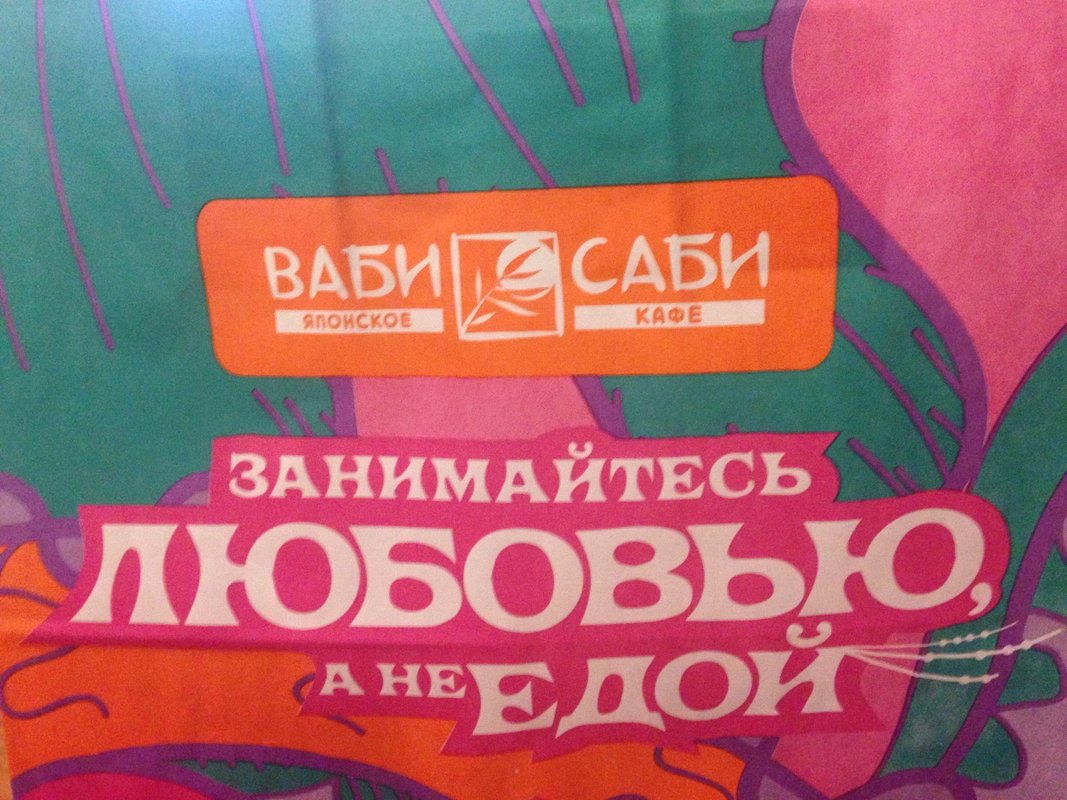 ВАБИ САБИ
ЯПОНСКОЕ КАФЕ
ЗАНИМАЙТЕСЬ
ЛЮБОВЬЮ,
А НЕ ЕДОЙ